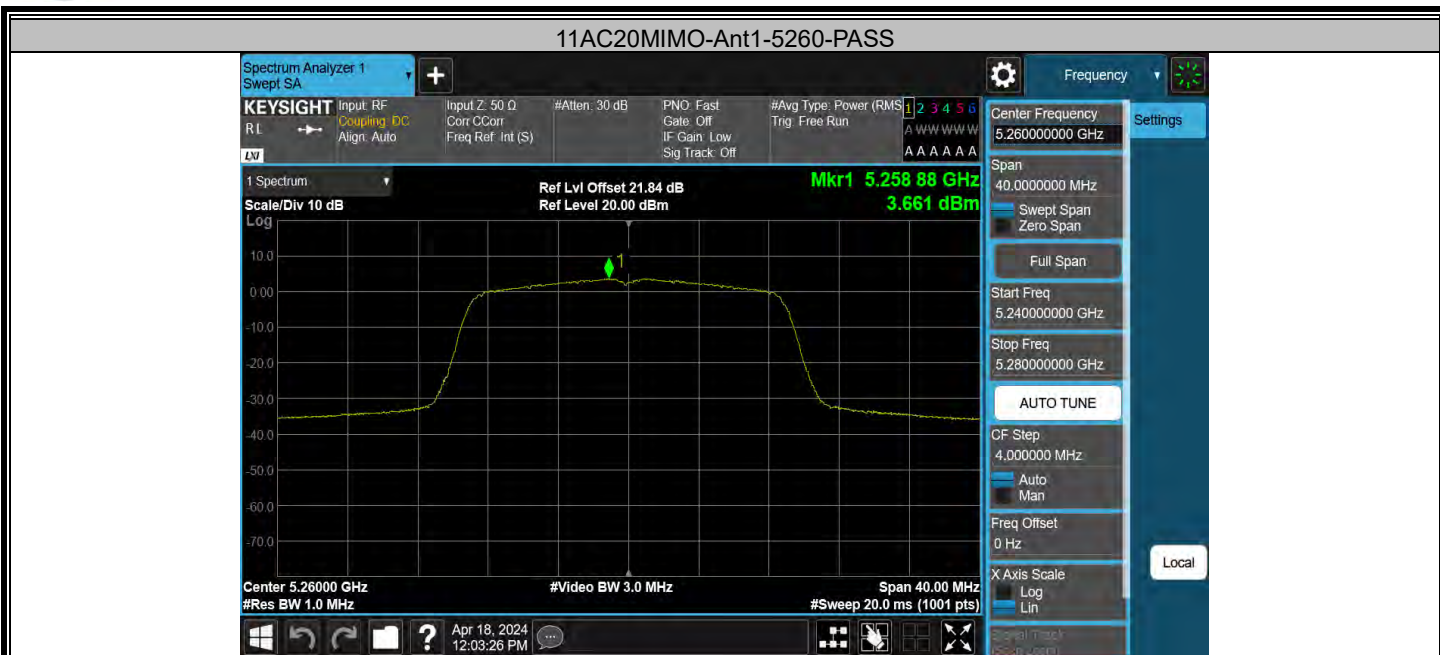 11AC20MIMO-Ant1-5260-PASS
Spectrum Analyzer 1
Swept SA
+
Frequency
KEYSIGHT
Input: RF
Input Z: 50 Ω
#Atten: 30 dB
PNO: Fast
#Avg Type: Power (RMS
1 2 3 4 5 6
RL
Coupling: DC
Corr CCorr
Gate: Off
Trig: Free Run
A W W W W W
Align: Auto
Freq Ref: Int (S)
IF Gain: Low
A A A A A A
LXI
Sig Track: Off
1 Spectrum
Ref Lvl Offset 21.84 dB
Mkr1 5.258 88 GHz
Scale/Div 10 dB
Ref Level 20.00 dBm
3.661 dBm
Log
10.0
1
0.00
-10.0
-20.0
-30.0
-40.0
-50.0
-60.0
-70.0
Center 5.26000 GHz
#Video BW 3.0 MHz
Span 40.00 MHz
#Res BW 1.0 MHz
#Sweep 20.0 ms (1001 pts)
?
Apr 18, 2024
12:03:26 PM
Center Frequency
5.260000000 GHz
Settings
Span
40.0000000 MHz
Swept Span
Zero Span
Full Span
Start Freq
5.240000000 GHz
Stop Freq
5.280000000 GHz
AUTO TUNE
CF Step
4.000000 MHz
Auto
Man
Freq Offset
0 Hz
X Axis Scale
Log
Lin
Local
Signal Track